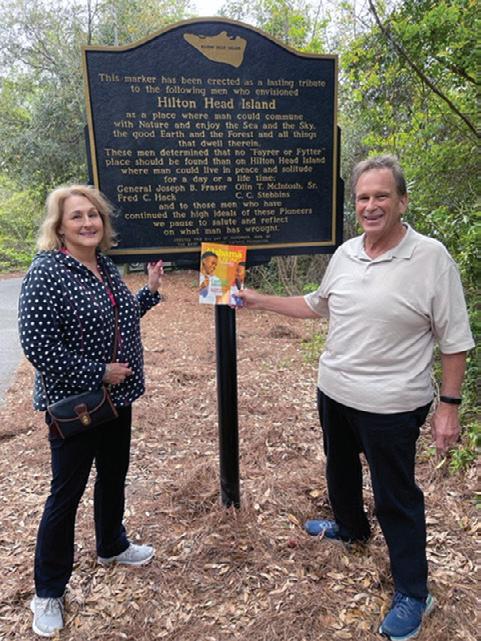 HILTON HEAD ISLAND
This marker has been erected as a lasting tribute
to the following men who envisioned
Hilton Head Island
as a place where man could commune
with Nature and enjoy the Sea and the Sky,
the good Earth and the Forest and all things
that dwell therein.
These men determined that no "Fayrer or Fytter"
place should be found than on Hilton Head Island
where man could live in peace and solitude
for a day or a life time:
General Joseph B. Fraser Olin T. McIntosh, Sr.
Fred C. Hack C. C. Stebbins
and to those men who have
continued the high ideals of these Pioneers
we pause to salute and reflect
on what man has wrought.
ERECTED THIS DAY OF
Alabama